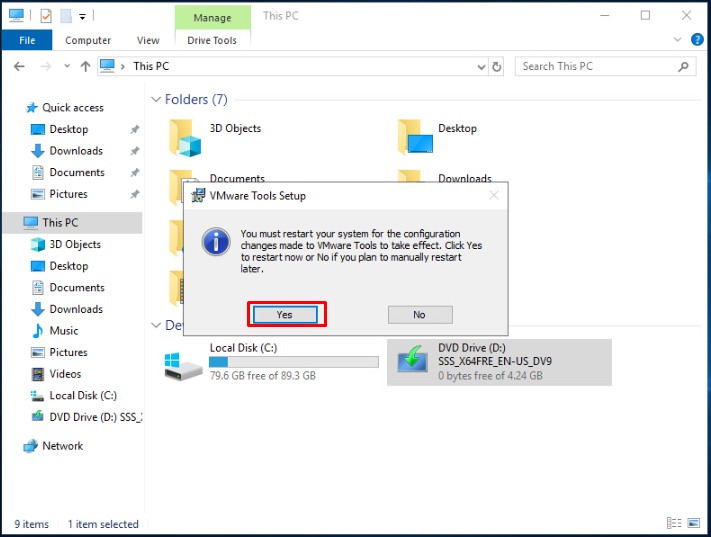 Manage
This PC
File
Computer
View
Drive Tools
This PC
Search This PC
Quick access
Desktop
Downloads
Documents
Pictures
This PC
3D Objects
Desktop
Documents
Downloads
Music
Pictures
Videos
Local Disk (C:)
DVD Drive (D:) SSS_X
Network
Folders (7)
3D Objects
Desktop
Documents
Downloads
VMware Tools Setup
You must restart your system for the configuration
changes made to VMware Tools to take effect. Click Yes
to restart now or No if you plan to manually restart
later.
Yes
No
De
Local Disk (C:)
79.6 GB free of 89.3 GB
DVD Drive (D:)
SSS_X64FRE_EN-US_DV9
0 bytes free of 4.24 GB
9 items
1 item selected